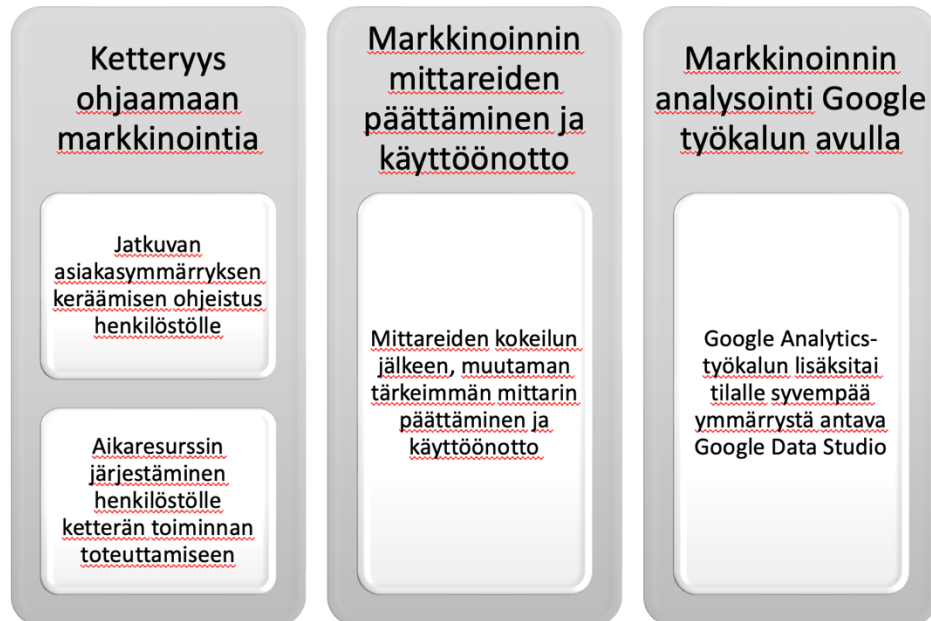 Ketteryys
ohjaamaan
markkinointia
Jatkuvan
asiakasymmärryksen
keräämisen ohjeistus
henkilöstölle
Aikaresurssin
järjestäminen
henkilöstölle
ketterän toiminnan
toteuttamiseen
Markkinoinnin
mittareiden
päättäminen ja
käyttöönotto
Mittareiden kokeilun
jälkeen, muutaman
tärkeimmän mittarin
päättäminen ja
käyttöönotto
Markkinoinnin
analysointi Google
työkalun avulla
Google Analytics-
työkalun lisäksitai
tilalle syvempää
ymmärrystä antava
Google Data Studio